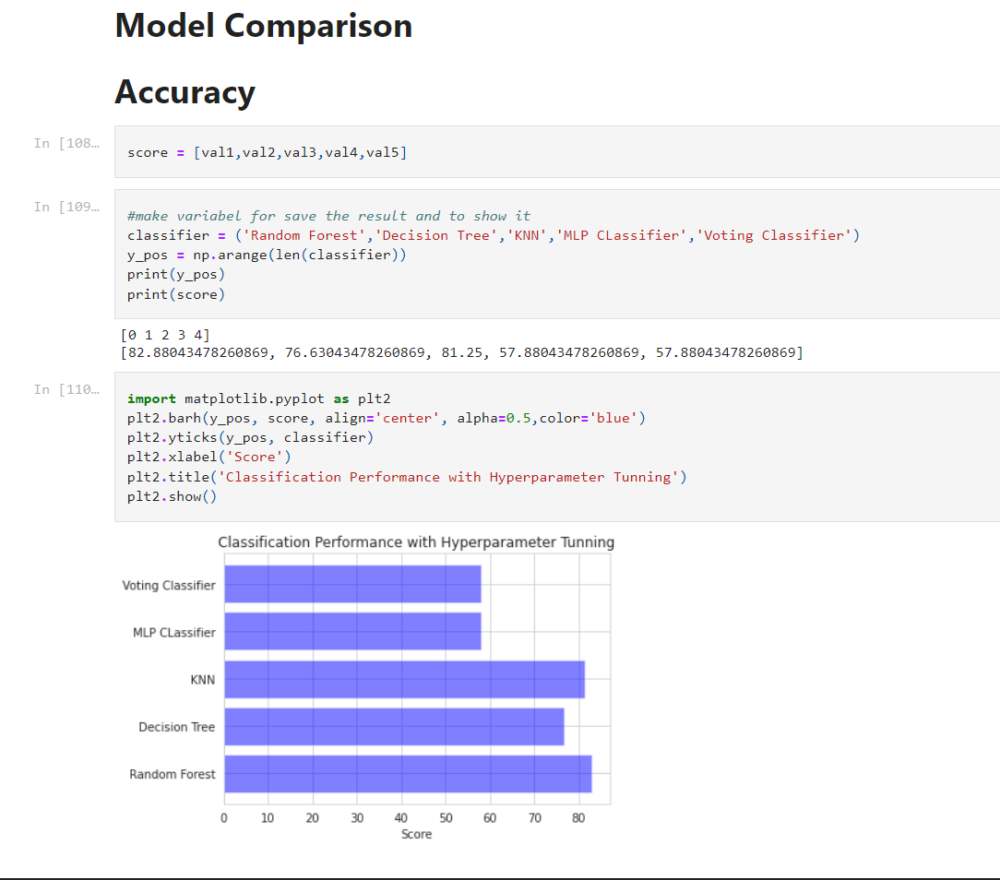 Model Comparison
Accuracy
In [108…
score = [val1,val2,val3,val4,val5]
In [109…
#make variabel for save the result and to show it
classifier = ('Random Forest','Decision Tree','KNN','MLP CLassifier','Voting Classifier')
y_pos = np.arange(len(classifier))
print(y_pos)
print(score)
[0 1 2 3 4]
[82.88043478260869, 76.63043478260869, 81.25, 57.88043478260869, 57.88043478260869]
In [110…
import matplotlib.pyplot as plt2
plt2.barh(y_pos, score, align='center', alpha=0.5,color='blue')
plt2.yticks(y_pos, classifier)
plt2.xlabel('Score')
plt2.title('Classification Performance with Hyperparameter Tunning')
plt2.show()
Classification Performance with Hyperparameter Tunning
Voting Classifier
MLP CLassifier
KNN
Decision Tree
Random Forest
0 10 20 30 40 50 60 70 80
Score